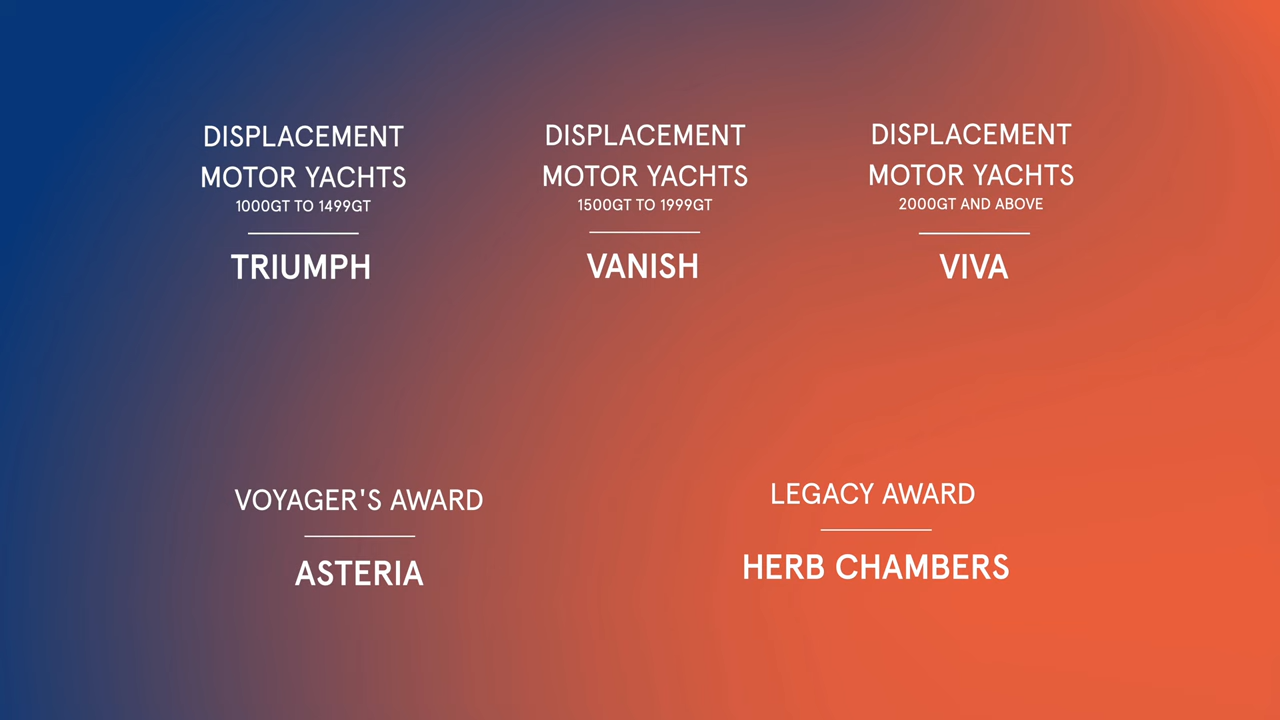 DISPLACEMENT
MOTOR YACHTS
1000GT TO 1499GT
TRIUMPH
DISPLACEMENT
MOTOR YACHTS
1500GT TO 1999GT
VANISH
DISPLACEMENT
MOTOR YACHTS
2000GT AND ABOVE
VIVA
VOYAGER'S AWARD
ASTERIA
LEGACY AWARD
HERB CHAMBERS